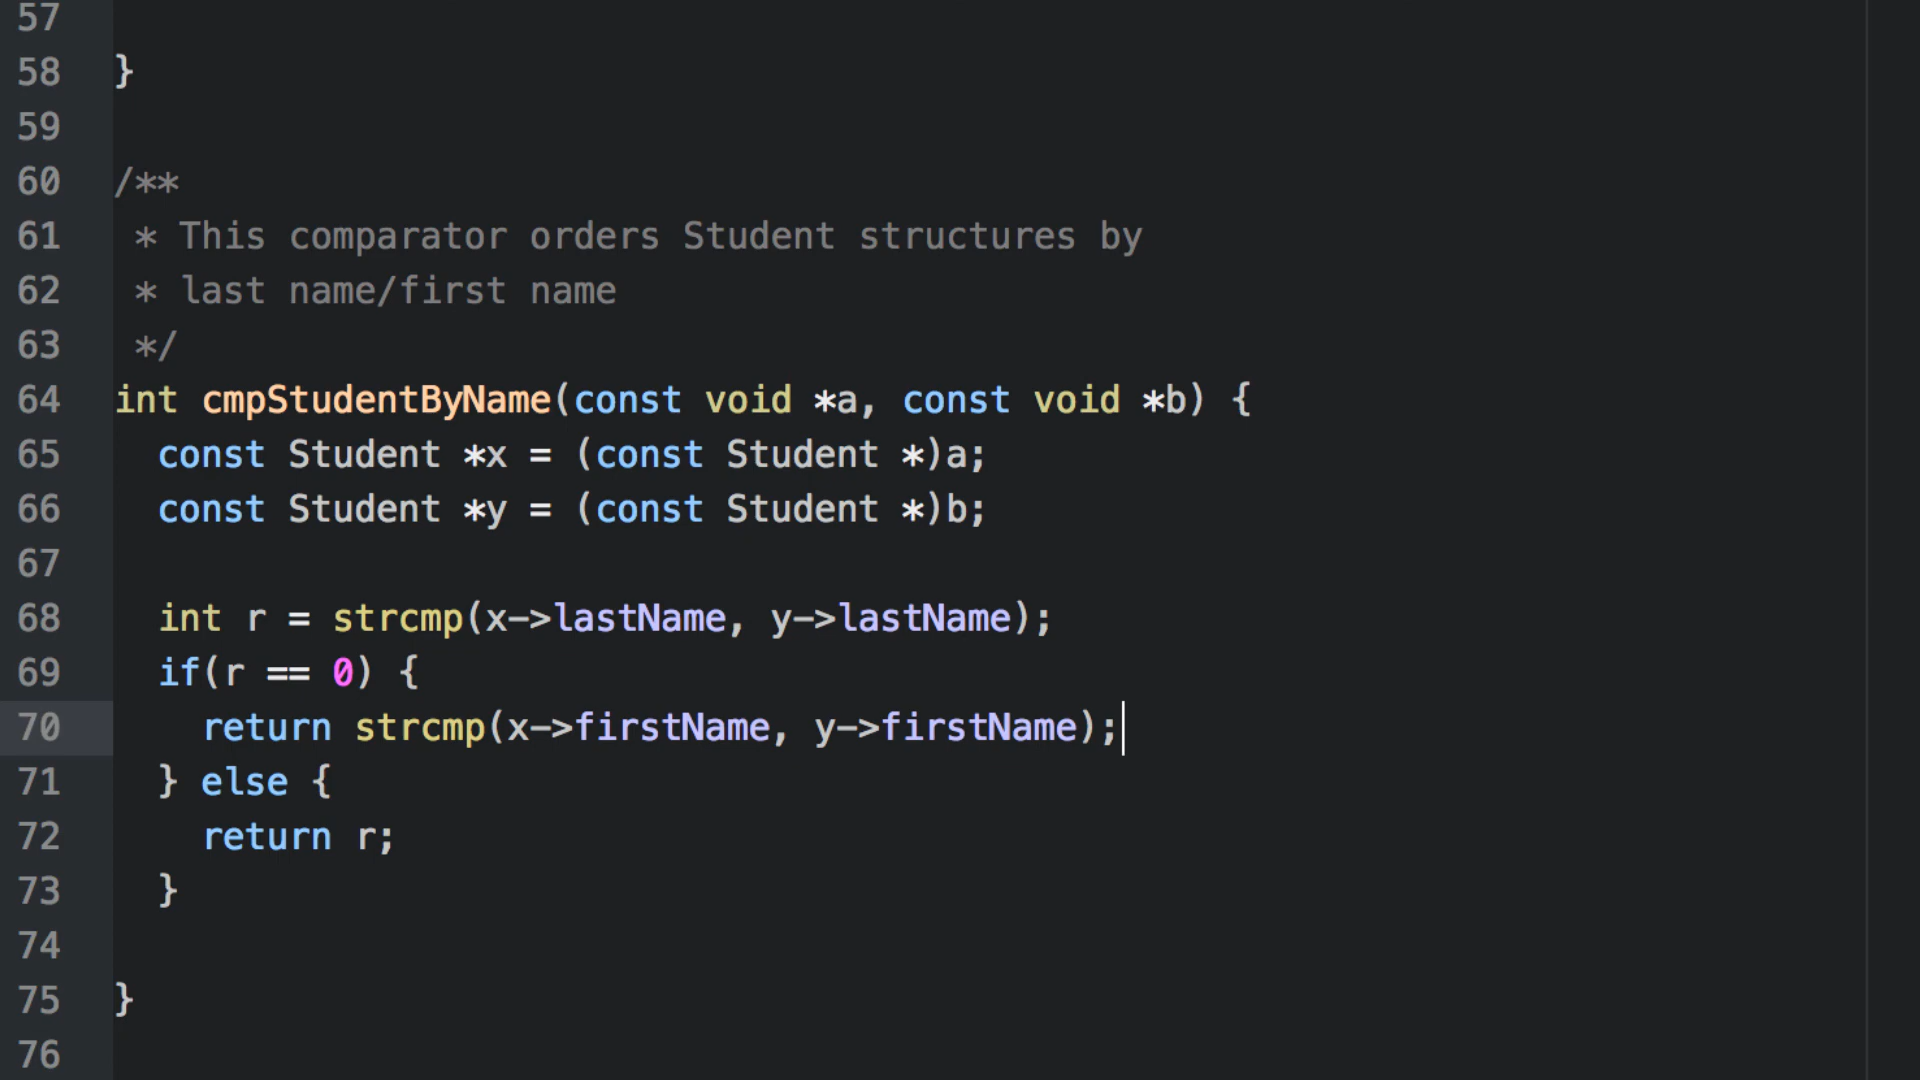 57
58 }
59
60 /**
61  * This comparator orders Student structures by
62  * last name/first name
63  */
64 int cmpStudentByName(const void *a, const void *b) {
65   const Student *x = (const Student *)a;
66   const Student *y = (const Student *)b;
67
68   int r = strcmp(x->lastName, y->lastName);
69   if(r == 0) {
70     return strcmp(x->firstName, y->firstName);
71   } else {
72     return r;
73   }
74
75 }
76